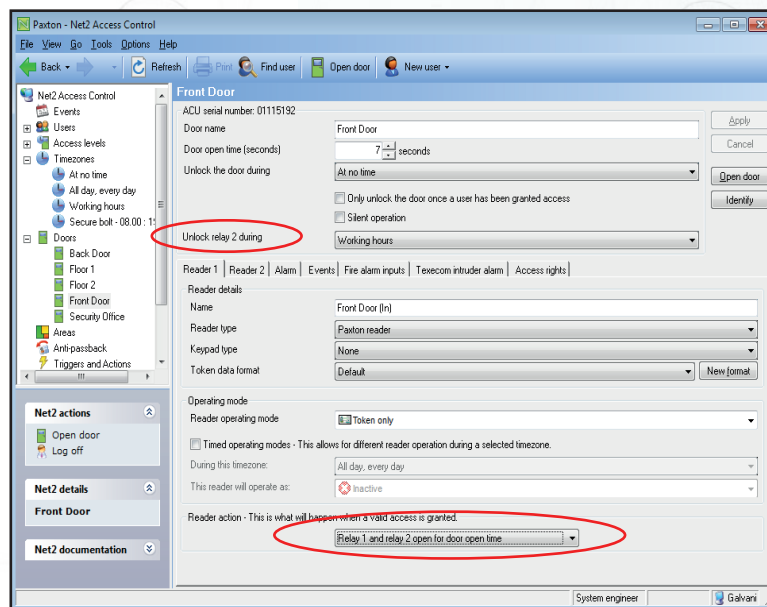 Paxton - Net2 Access Control
File View Go Tools Options Help
Back Refresh Print Find user Open door New user
Net2 Access Control
Events
Users
Access levels
Timezones
At no time
All day, every day
Working hours
Secure bolt - 08.00 : 1
Doors
Back Door
Floor 1
Floor 2
Front Door
Security Office
Areas
Anti-passback
Triggers and Actions
Net2 actions
Open door
Log off
Net2 details
Front Door
Net2 documentation
Front Door
ACU serial number: 01115192
Door name Front Door
Door open time (seconds) 7 seconds
Unlock the door during At no time
Only unlock the door once a user has been granted access
Silent operation
Unlock relay 2 during Working hours
Apply
Cancel
Open door
Identify
Reader 1 Reader 2 Alarm Events Fire alarm inputs Texecom intruder alarm Access rights
Reader details
Name Front Door (In)
Reader type Paxton reader
Keypad type None
Token data format Default New format
Operating mode
Reader operating mode Token only
Timed operating modes - This allows for different reader operation during a selected timezone.
During this timezone: All day, every day
This reader will operate as: Inactive
Reader action - This is what will happen when a valid access is granted.
Relay 1 and relay 2 open for door open time
System engineer Galvani